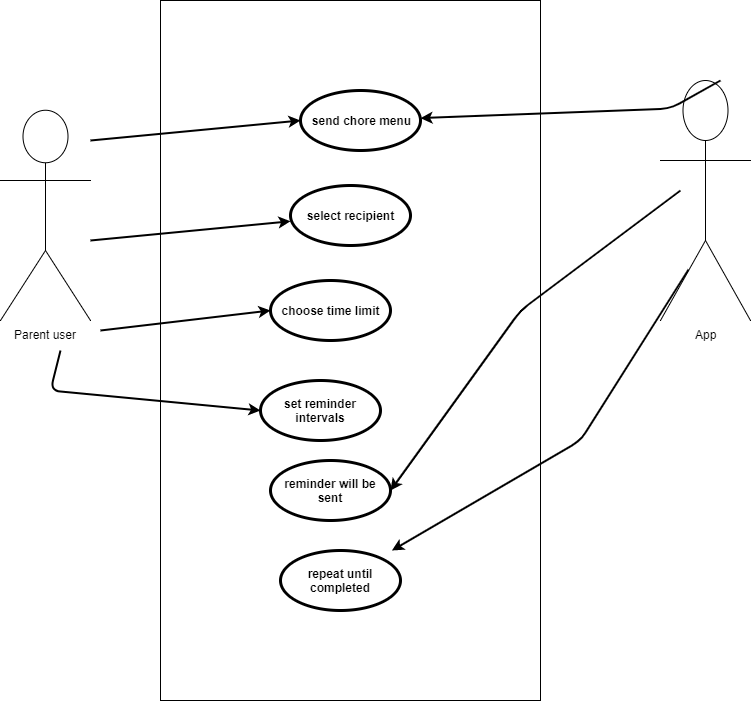 send chore menu
select recipient
choose time limit
Parent user
App
set reminder
intervals
reminder will be
sent
repeat until
completed